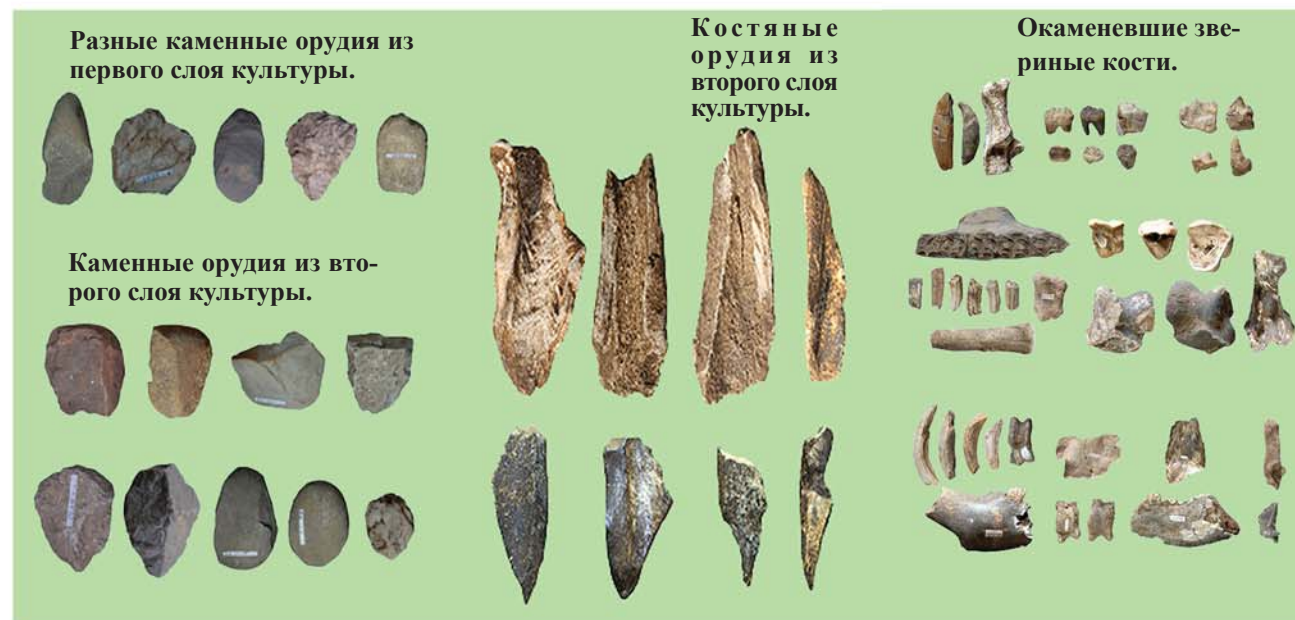 Разные каменные орудия из
первого слоя культуры.
Каменные орудия из вто-
рого слоя культуры.
Костяные
орудия из
второго слоя
культуры.
Окаменевшие зве-
риные кости.